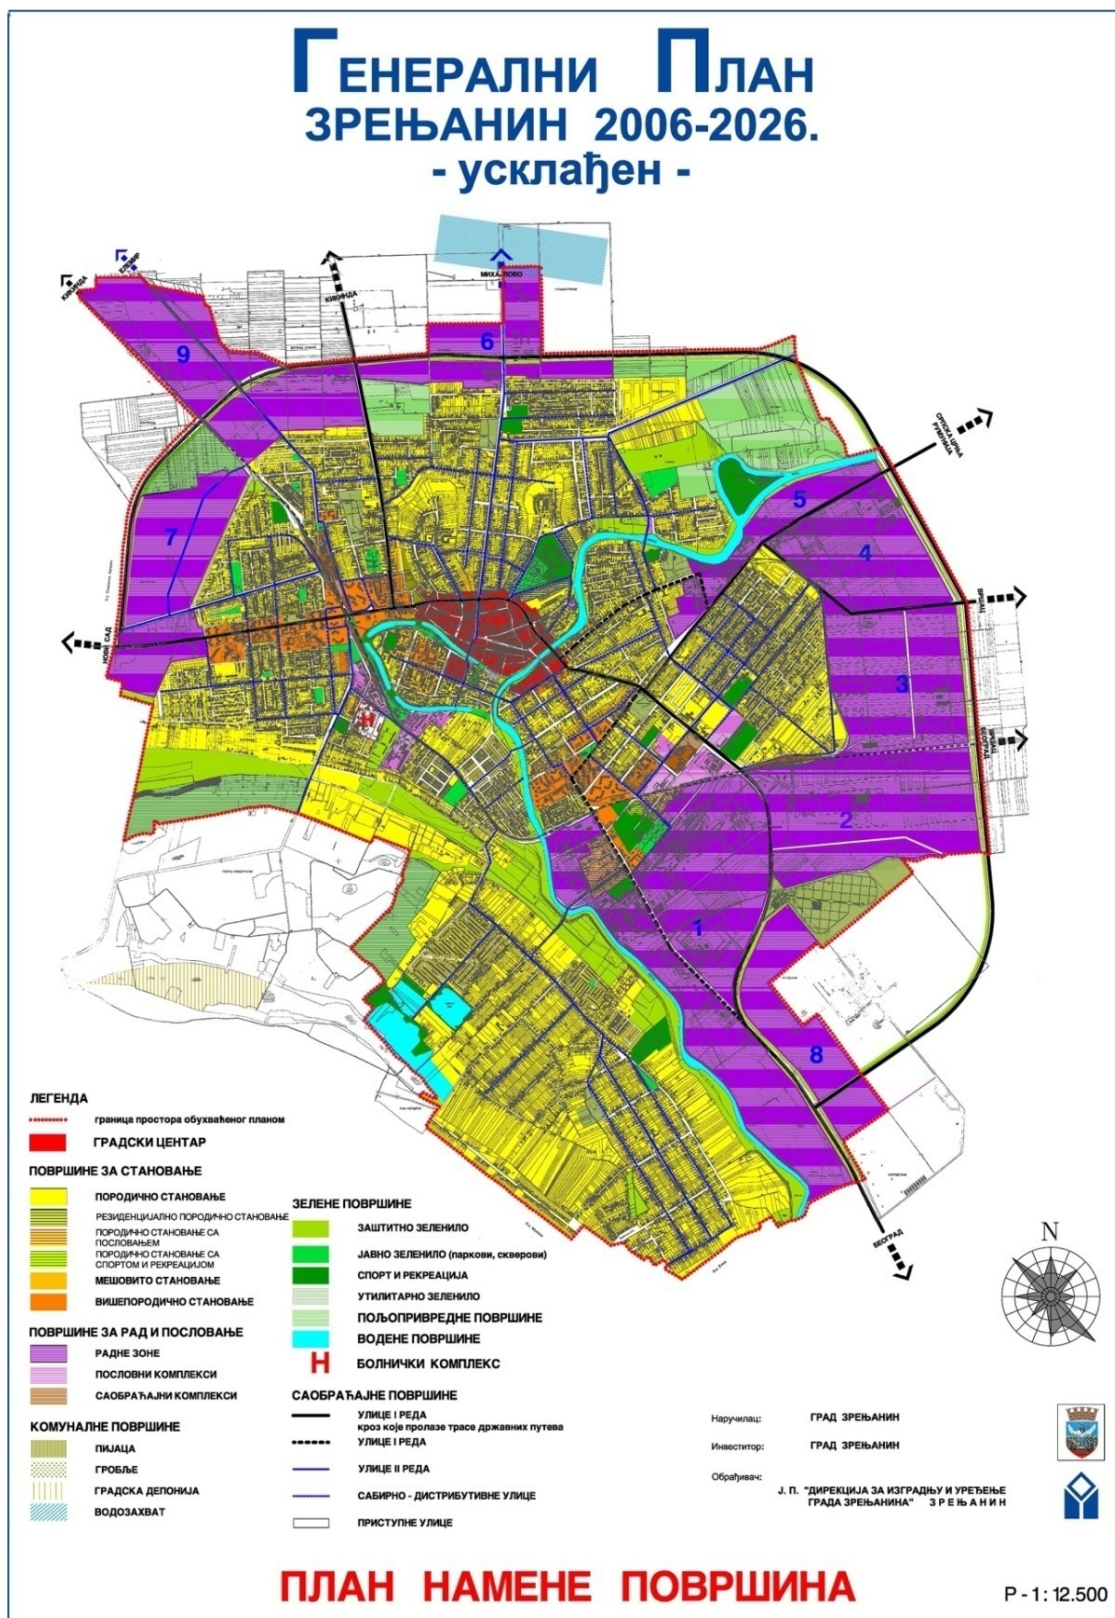 ГЕНЕРАЛНИ ПЛАН
ЗРЕЊАНИН 2006-2026.
- усклађен -
ЕЛЕМИР
КИКИНДА
КИКИНДА
МИХАЈЛОВО
6
9
СРПСКА ЦРЊА
РУМУНИЈА
5
7
4
ВРШАЦ
НОВИ САД
3
ВРШАЦ
БЕОГРАД
H
2
1
8
БЕОГРАД
N
ЛЕГЕНДА
граница простора обухваћеног планом
ГРАДСКИ ЦЕНТАР
ПОВРШИНЕ ЗА СТАНОВАЊЕ
ПОРОДИЧНО СТАНОВАЊЕ
РЕЗИДЕНЦИЈАЛНО ПОРОДИЧНО СТАНОВАЊЕ
ПОРОДИЧНО СТАНОВАЊЕ СА
ПОСЛОВАЊЕМ
ПОРОДИЧНО СТАНОВАЊЕ СА
СПОРТОМ И РЕКРЕАЦИЈОМ
МЕШОВИТО СТАНОВАЊЕ
ВИШЕПОРОДИЧНО СТАНОВАЊЕ
ПОВРШИНЕ ЗА РАД И ПОСЛОВАЊЕ
РАДНЕ ЗОНЕ
ПОСЛОВНИ КОМПЛЕКСИ
САОБРАЋАЈНИ КОМПЛЕКСИ
КОМУНАЛНЕ ПОВРШИНЕ
ПИЈАЦА
ГРОБЉЕ
ГРАДСКА ДЕПОНИЈА
ВОДОЗАХВАТ
ЗЕЛЕНЕ ПОВРШИНЕ
ЗАШТИТНО ЗЕЛЕНИЛО
ЈАВНО ЗЕЛЕНИЛО (паркови, скверови)
СПОРТ И РЕКРЕАЦИЈА
УТИЛИТАРНО ЗЕЛЕНИЛО
ПОЉОПРИВРЕДНЕ ПОВРШИНЕ
ВОДЕНЕ ПОВРШИНЕ
H БОЛНИЧКИ КОМПЛЕКС
САОБРАЋАЈНЕ ПОВРШИНЕ
УЛИЦЕ I РЕДА
кроз које пролазе трасе државних путева
УЛИЦЕ I РЕДА
УЛИЦЕ II РЕДА
САБИРНО - ДИСТРИБУТИВНЕ УЛИЦЕ
ПРИСТУПНЕ УЛИЦЕ
Наручилац: ГРАД ЗРЕЊАНИН
Инвеститор: ГРАД ЗРЕЊАНИН
Обрађивач:
Ј. П. "ДИРЕКЦИЈА ЗА ИЗГРАДЊУ И УРЕЂЕЊЕ
ГРАДА ЗРЕЊАНИНА" ЗРЕЊАНИН
ПЛАН НАМЕНЕ ПОВРШИНА
Р - 1 : 12.500